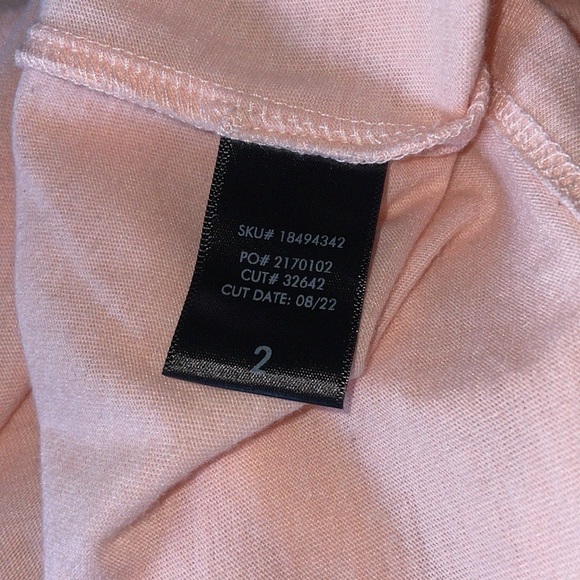 SKU# 18494342
PO# 2170102
CUT# 32642
CUT DATE: 08/22
2